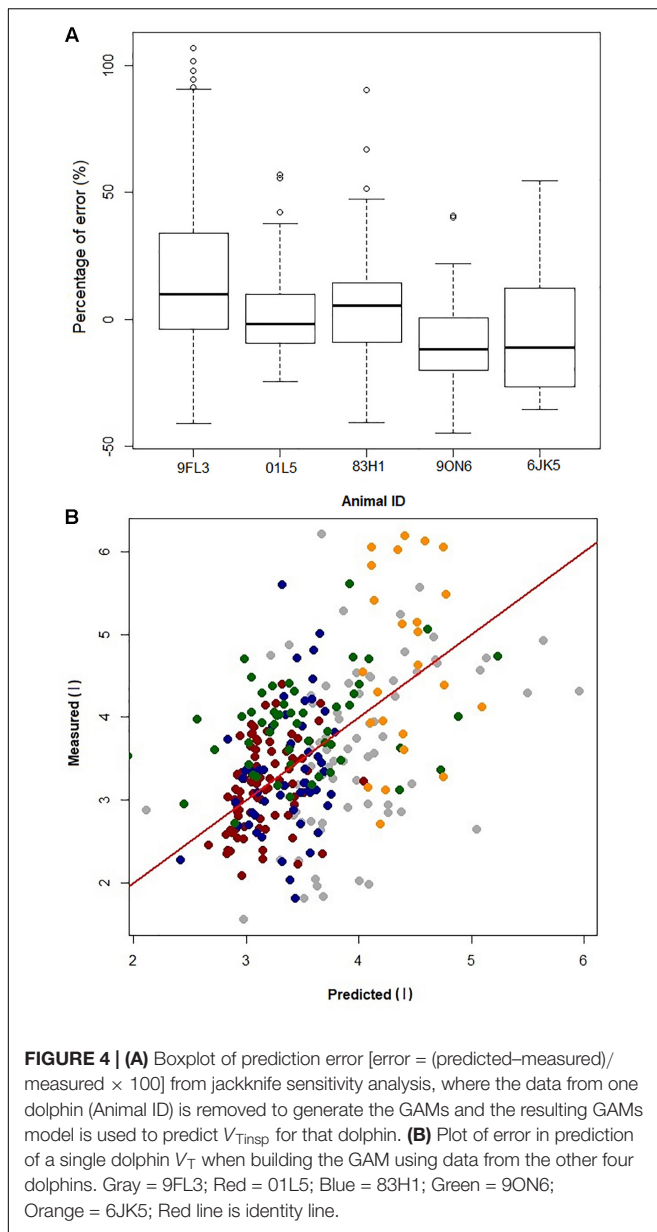 A
Percentage of error (%)
100
50
0
-50
9FL3 01L5 83H1 9ON6 6JK5
Animal ID
B
Measured (l)
6
5
4
3
2
2 3 4 5 6
Predicted (l)
FIGURE 4 | (A) Boxplot of prediction error [error = (predicted–measured)/
measured × 100] from jackknife sensitivity analysis, where the data from one
dolphin (Animal ID) is removed to generate the GAMs and the resulting GAMs
model is used to predict VTinsp for that dolphin. (B) Plot of error in prediction
of a single dolphin VT when building the GAM using data from the other four
dolphins. Gray = 9FL3; Red = 01L5; Blue = 83H1; Green = 9ON6;
Orange = 6JK5; Red line is identity line.